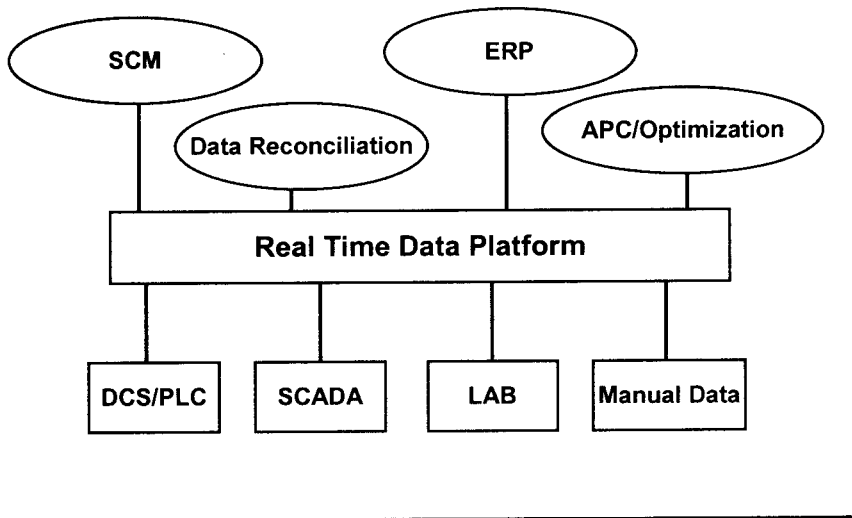 SCM
ERP
Data Reconciliation
APC/Optimization
Real Time Data Platform
DCS/PLC
SCADA
LAB
Manual Data